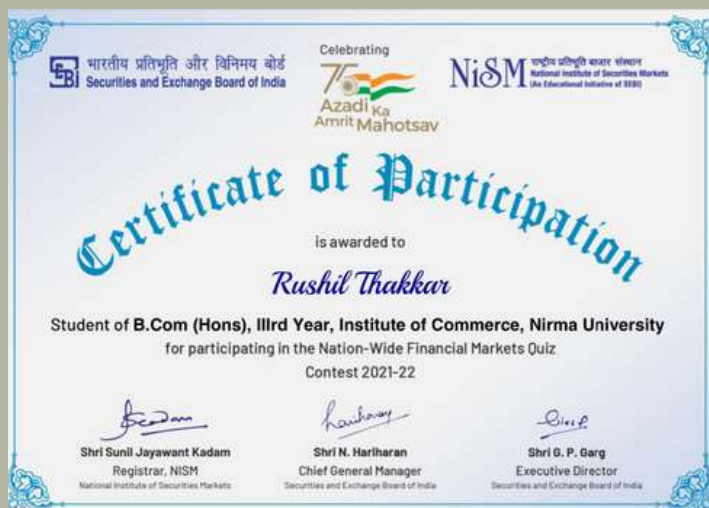 भारतीय प्रतिभूति और विनिमय बोर्ड
Securities and Exchange Board of India
Celebrating
75
Azadi Ka
Amrit Mahotsav
NiSM
राष्ट्रीय प्रतिभूति बाजार संस्थान
National Institute of Securities Markets
(An Educational Initiative of SEBI)
Certificate of Participation
is awarded to
Rushil Thakkar
Student of B.Com (Hons), IIIrd Year, Institute of Commerce, Nirma University
for participating in the Nation-Wide Financial Markets Quiz
Contest 2021-22
Shri Sunil Jayawant Kadam
Registrar, NISM
National Institute of Securities Markets
Shri N. Hariharan
Chief General Manager
Securities and Exchange Board of India
Shri G. P. Garg
Executive Director
Securities and Exchange Board of India